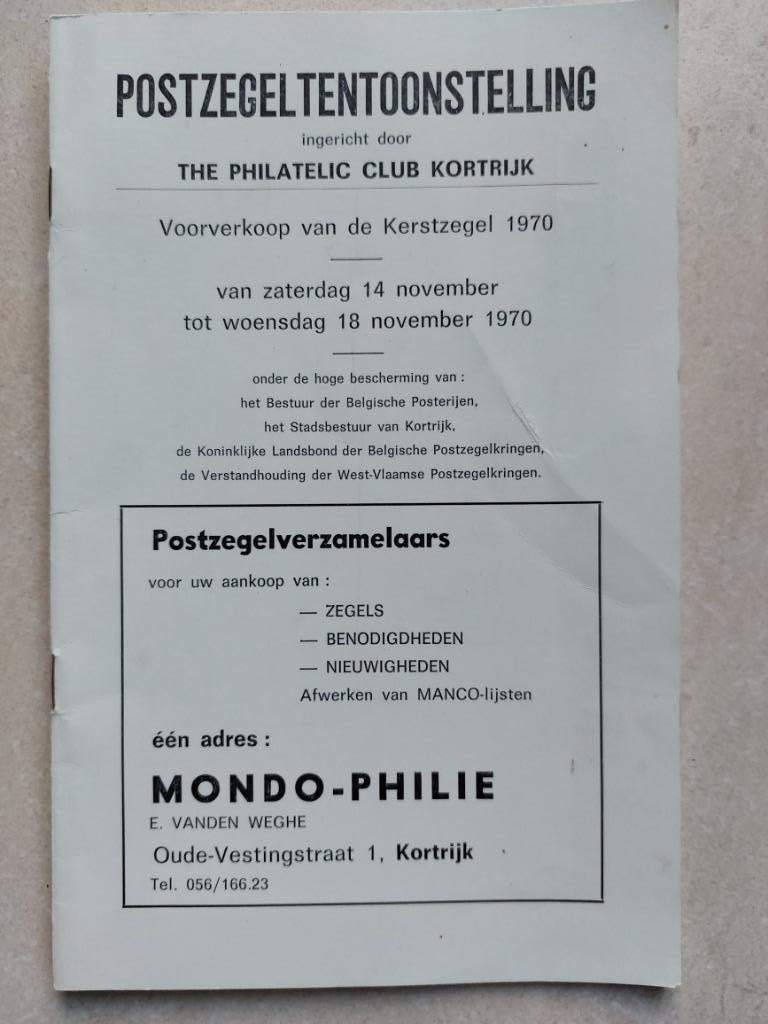 POSTZEGELTENTOONSTELLING
ingericht door
THE PHILATELIC CLUB KORTRIJK
Voorverkoop van de Kerstzegel 1970
van zaterdag 14 november
tot woensdag 18 november 1970
onder de hoge bescherming van :
het Bestuur der Belgische Posterijen,
het Stadsbestuur van Kortrijk,
de Koninklijke Landsbond der Belgische Postzegelkringen,
de Verstandhouding der West-Vlaamse Postzegelkringen.
Postzegelverzamelaars
voor uw aankoop van :
— ZEGELS
— BENODIGDHEDEN
— NIEUWIGHEDEN
Afwerken van MANCO-lijsten
één adres :
MONDO-PHILIE
E. VANDEN WEGHE
Oude-Vestingstraat 1, Kortrijk
Tel. 056/166.23